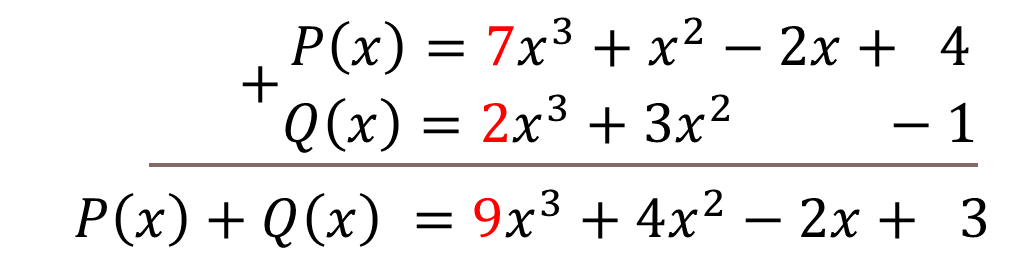 P(x) = 7x³ + x² − 2x + 4
+
Q(x) = 2x³ + 3x² − 1
P(x) + Q(x) = 9x³ + 4x² − 2x + 3